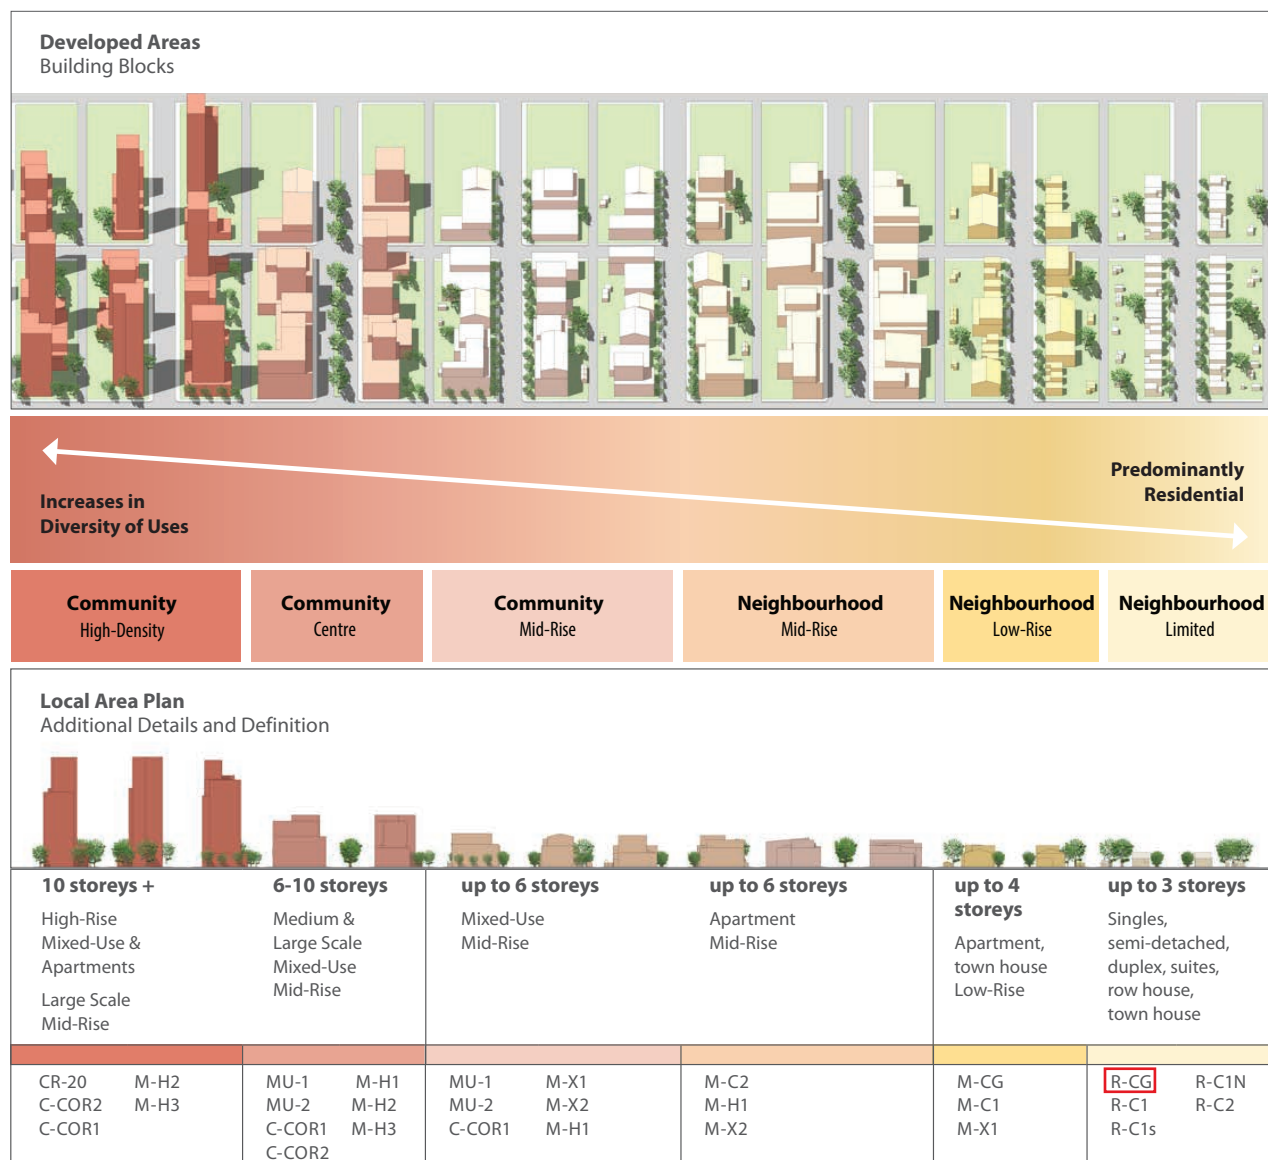 Developed Areas
Building Blocks
Increases in
Diversity of Uses
Predominantly
Residential
Community
High-Density
Community
Centre
Community
Mid-Rise
Neighbourhood
Mid-Rise
Neighbourhood
Low-Rise
Neighbourhood
Limited
Local Area Plan
Additional Details and Definition
10 storeys +
High-Rise
Mixed-Use &
Apartments
Large Scale
Mid-Rise
6-10 storeys
Medium &
Large Scale
Mixed-Use
Mid-Rise
up to 6 storeys
Mixed-Use
Mid-Rise
up to 6 storeys
Apartment
Mid-Rise
up to 4
storeys
Apartment,
town house
Low-Rise
up to 3 storeys
Singles,
semi-detached,
duplex, suites,
row house,
town house
CR-20 M-H2
C-COR2 M-H3
C-COR1
MU-1 M-H1
MU-2 M-H2
C-COR1 M-H3
C-COR2
MU-1 M-X1
MU-2 M-X2
C-COR1 M-H1
M-C2
M-H1
M-X2
M-CG
M-C1
M-X1
R-CG R-C1N
R-C1 R-C2
R-C1s